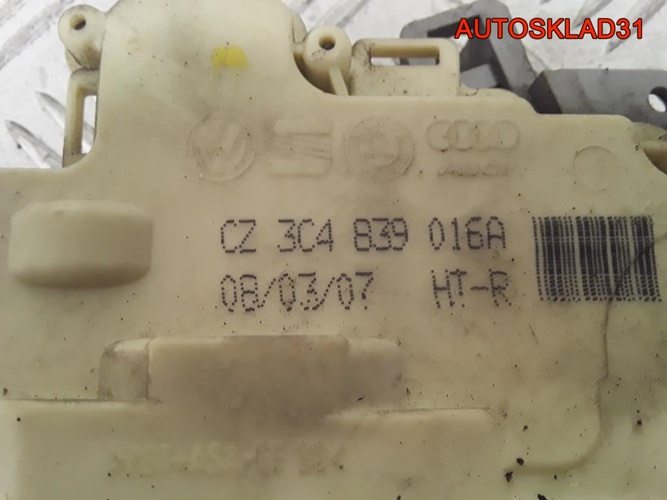 AUTOSKLAD31
CZ 3C4 839 016A
08/03/07 HT-R